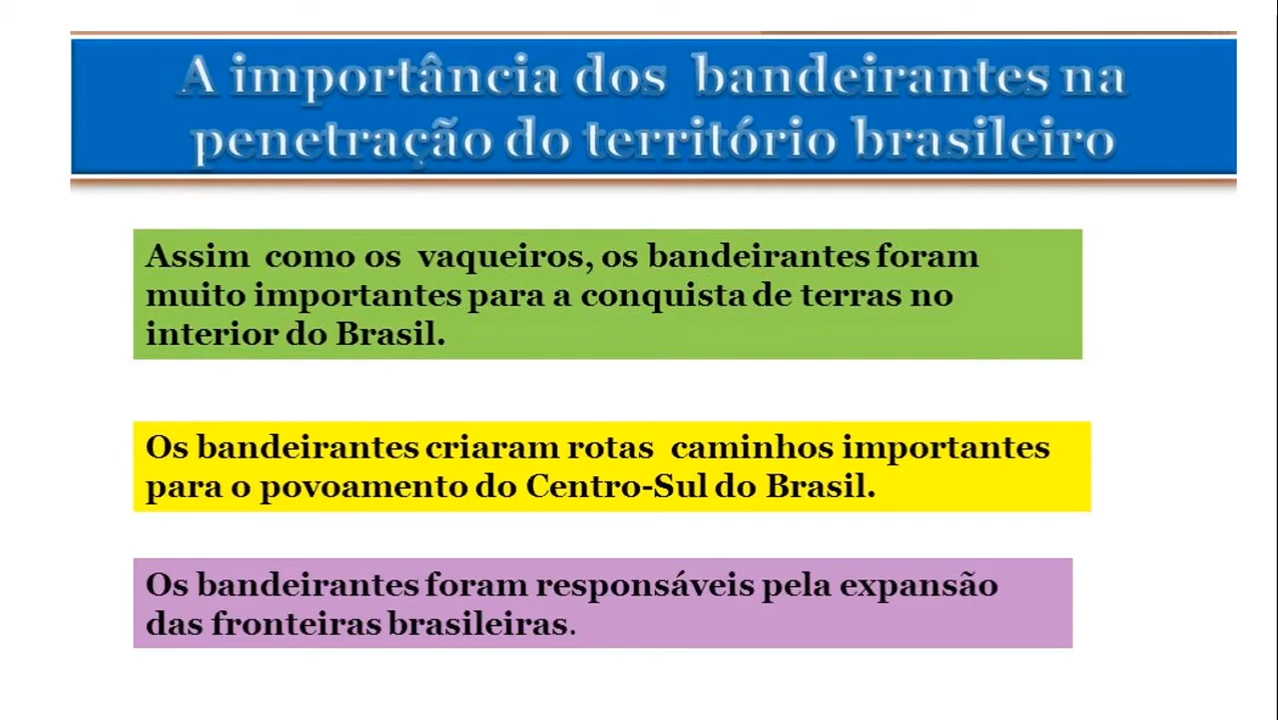 A importância dos bandeirantes na
penetração do território brasileiro
Assim como os vaqueiros, os bandeirantes foram
muito importantes para a conquista de terras no
interior do Brasil.
Os bandeirantes criaram rotas caminhos importantes
para o povoamento do Centro-Sul do Brasil.
Os bandeirantes foram responsáveis pela expansão
das fronteiras brasileiras.